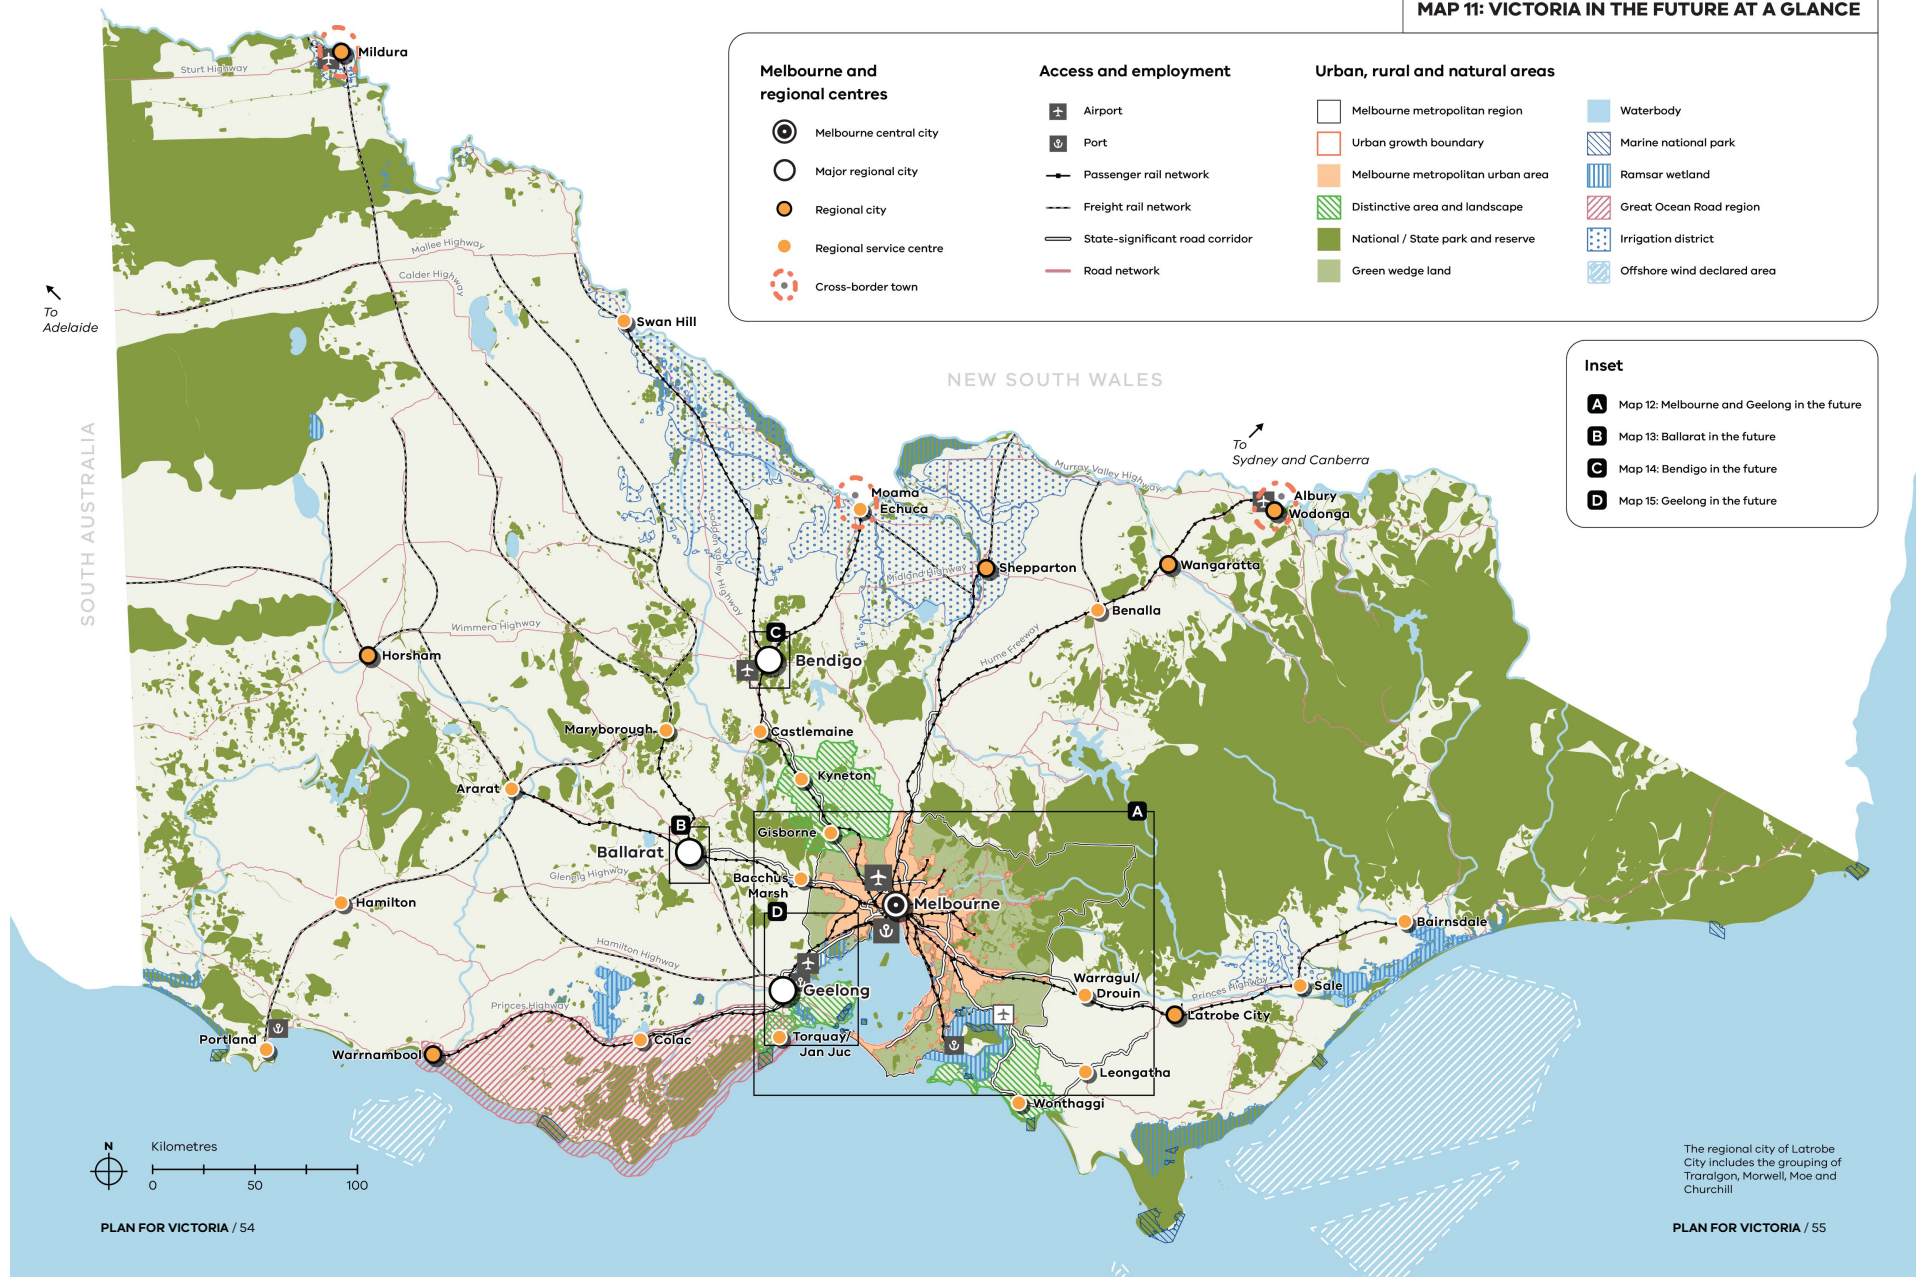 MAP 11: VICTORIA IN THE FUTURE AT A GLANCE
Melbourne and
regional centres
Melbourne central city
Major regional city
Regional city
Regional service centre
Cross-border town
Access and employment
Airport
Port
Passenger rail network
Freight rail network
State-significant road corridor
Road network
Urban, rural and natural areas
Melbourne metropolitan region
Urban growth boundary
Melbourne metropolitan urban area
Distinctive area and landscape
National / State park and reserve
Green wedge land
Waterbody
Marine national park
Ramsar wetland
Great Ocean Road region
Irrigation district
Offshore wind declared area
Inset
A Map 12: Melbourne and Geelong in the future
B Map 13: Ballarat in the future
C Map 14: Bendigo in the future
D Map 15: Geelong in the future
Mildura
Sturt Highway
Mallee Highway
Calder Highway
To
Adelaide
Swan Hill
NEW SOUTH WALES
SOUTH AUSTRALIA
To
Sydney and Canberra
Murray Valley Highway
Moama
Echuca
Albury
Wodonga
Loddon Valley Highway
Midland Highway
Shepparton
Wangaratta
Benalla
Hume Freeway
Wimmera Highway
Horsham
C
Bendigo
Maryborough
Castlemaine
Kyneton
Ararat
A
B
Gisborne
Ballarat
Glenelg Highway
Bacchus
Marsh
Hamilton
Melbourne
D
Bairnsdale
Hamilton Highway
Warragul/
Drouin
Princes Highway
Sale
Geelong
Princes Highway
Latrobe City
Portland
Colac
Torquay/
Jan Juc
Warrnambool
Leongatha
Wonthaggi
N
Kilometres
0 50 100
The regional city of Latrobe
City includes the grouping of
Traralgon, Morwell, Moe and
Churchill
PLAN FOR VICTORIA / 54
PLAN FOR VICTORIA / 55